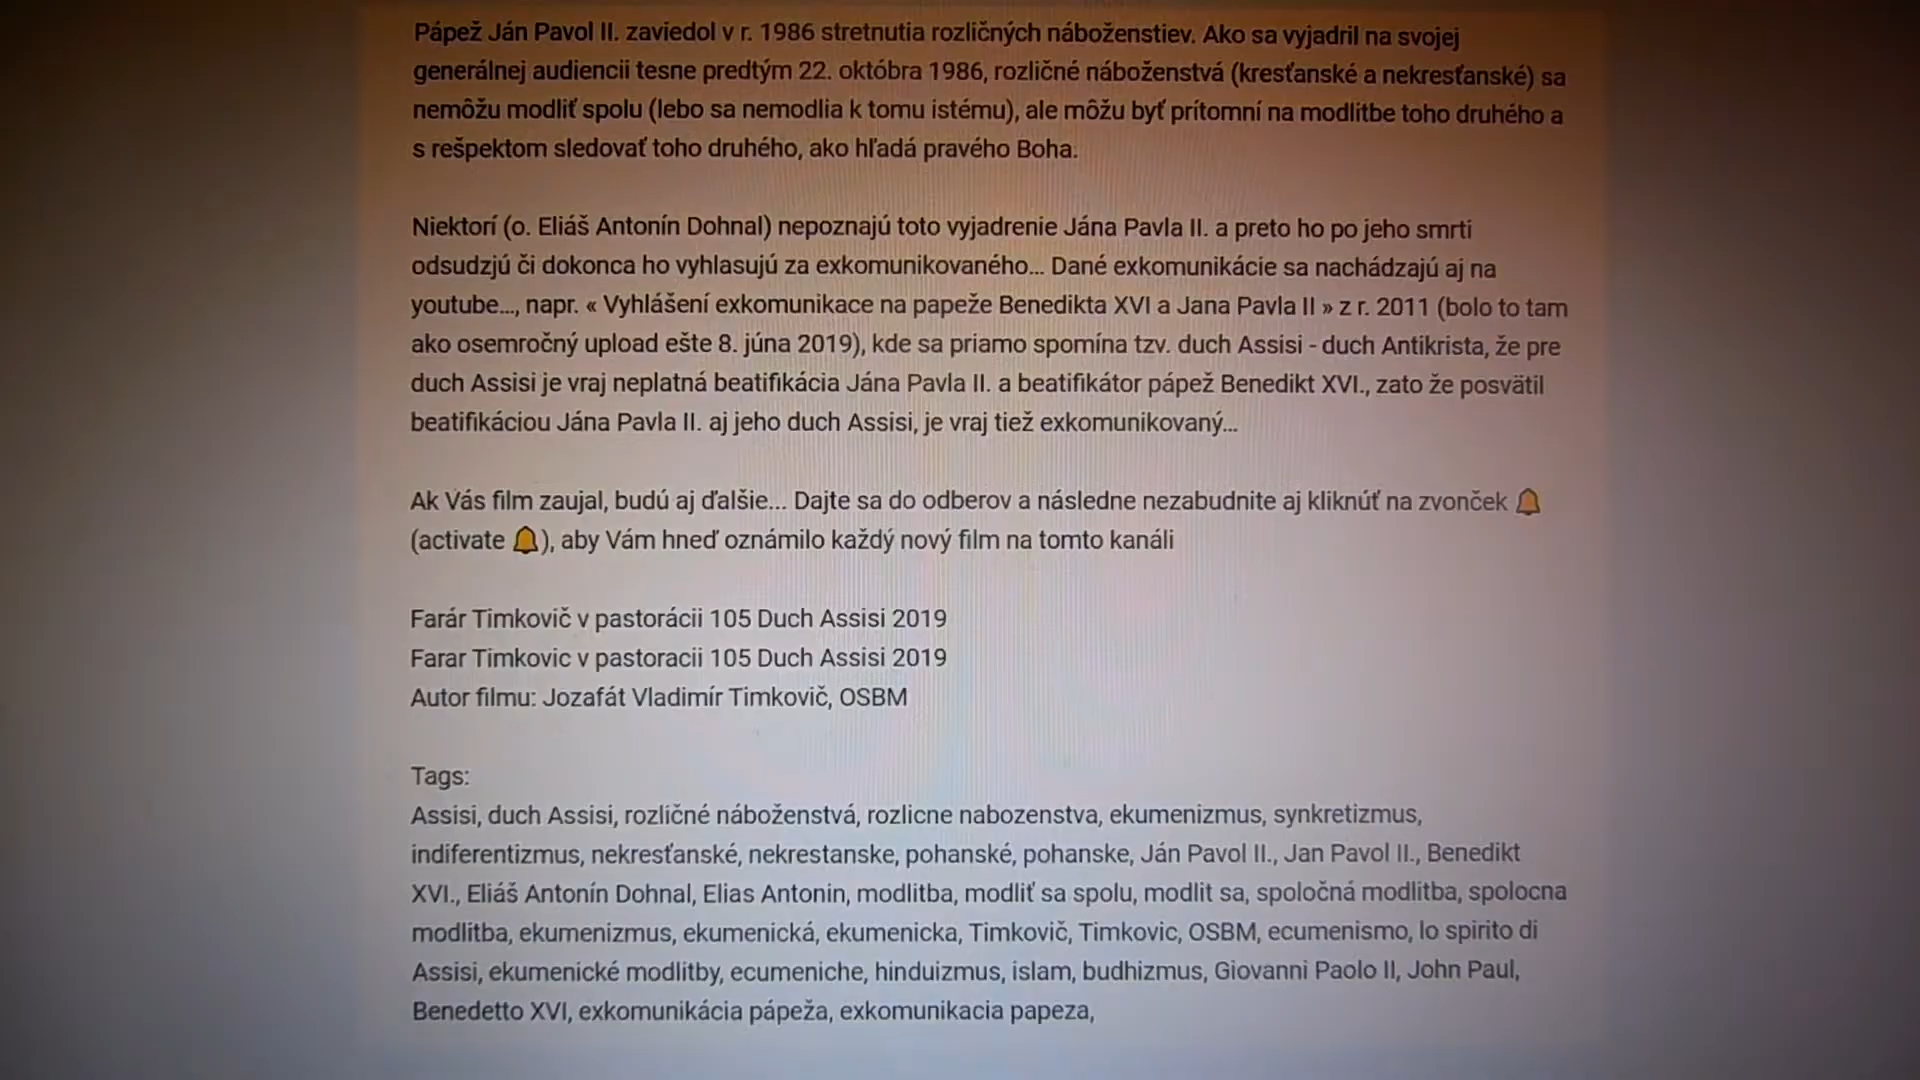 Pápež Ján Pavol II. zaviedol v r. 1986 stretnutia rozličných náboženstiev. Ako sa vyjadril na svojej
generálnej audiencii tesne predtým 22. októbra 1986, rozličné náboženstvá (kresťanské a nekresťanské) sa
nemôžu modliť spolu (lebo sa nemodlia k tomu istému), ale môžu byť prítomní na modlitbe toho druhého a
s rešpektom sledovať toho druhého, ako hľadá pravého Boha.
Niektorí (o. Eliáš Antonín Dohnal) nepoznajú toto vyjadrenie Jána Pavla II. a preto ho po jeho smrti
odsudzjú či dokonca ho vyhlasujú za exkomunikovaného... Dané exkomunikácie sa nachádzajú aj na
youtube..., napr. « Vyhlášení exkomunikace na papeže Benedikta XVI a Jana Pavla II » z r. 2011 (bolo to tam
ako osemročný upload ešte 8. júna 2019), kde sa priamo spomína tzv. duch Assisi - duch Antikrista, že pre
duch Assisi je vraj neplatná beatifikácia Jána Pavla II. a beatifikátor pápež Benedikt XVI., zato že posvätil
beatifikáciou Jána Pavla II. aj jeho duch Assisi, je vraj tiež exkomunikovaný...
Ak Vás film zaujal, budú aj ďalšie... Dajte sa do odberov a následne nezabudnite aj kliknúť na zvonček 🔔
(activate 🔔), aby Vám hneď oznámilo každý nový film na tomto kanáli
Farár Timkovič v pastorácii 105 Duch Assisi 2019
Farar Timkovic v pastoracii 105 Duch Assisi 2019
Autor filmu: Jozafát Vladimír Timkovič, OSBM
Tags:
Assisi, duch Assisi, rozličné náboženstvá, rozlicne nabozenstva, ekumenizmus, synkretizmus,
indiferentizmus, nekresťanské, nekrestanske, pohanské, pohanske, Ján Pavol II., Jan Pavol II., Benedikt
XVI., Eliáš Antonín Dohnal, Elias Antonin, modlitba, modliť sa spolu, modlit sa, spoločná modlitba, spolocna
modlitba, ekumenizmus, ekumenická, ekumenicka, Timkovič, Timkovic, OSBM, ecumenismo, lo spirito di
Assisi, ekumenické modlitby, ecumeniche, hinduizmus, islam, budhizmus, Giovanni Paolo II, John Paul,
Benedetto XVI, exkomunikácia pápeža, exkomunikacia papeza,